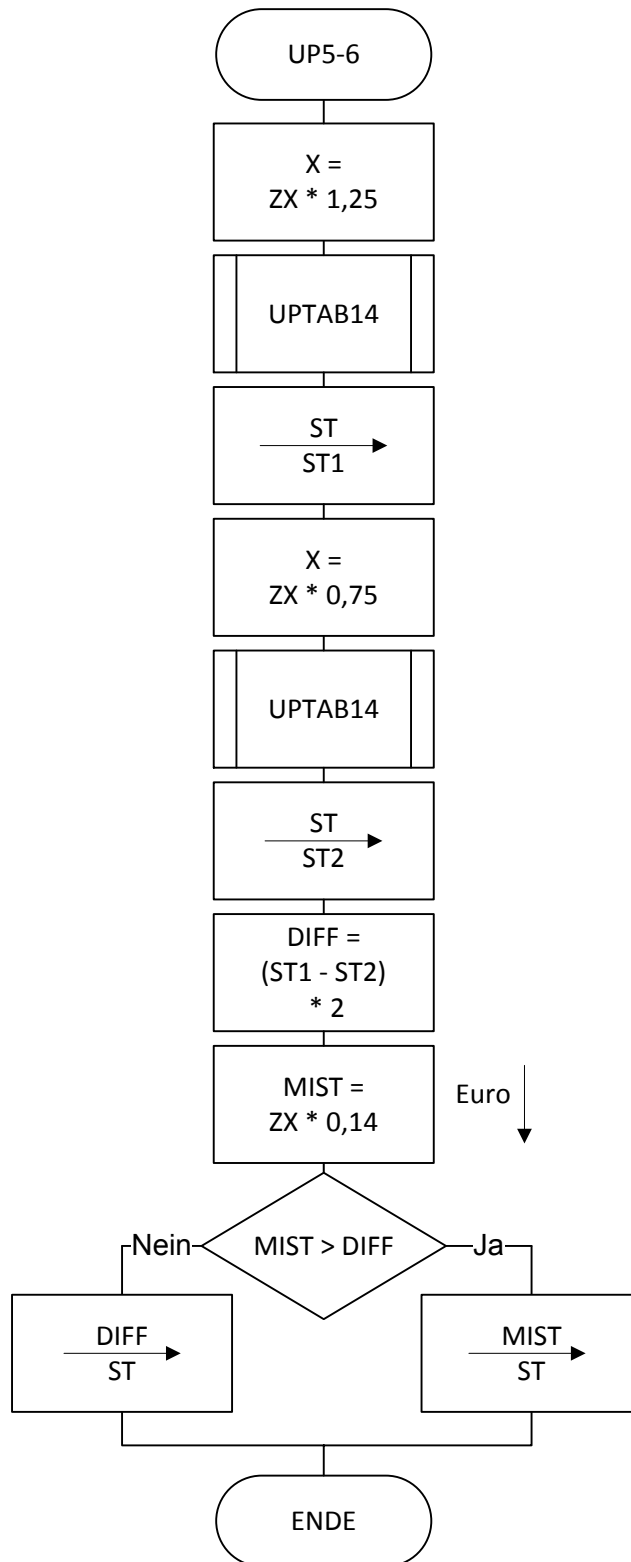 UP5-6
X =
ZX * 1,25
UPTAB14
ST
ST1
X =
ZX * 0,75
UPTAB14
ST
ST2
DIFF =
(ST1 - ST2)
* 2
MIST =
ZX * 0,14
Euro
MIST > DIFF
Nein
Ja
DIFF
ST
MIST
ST
ENDE